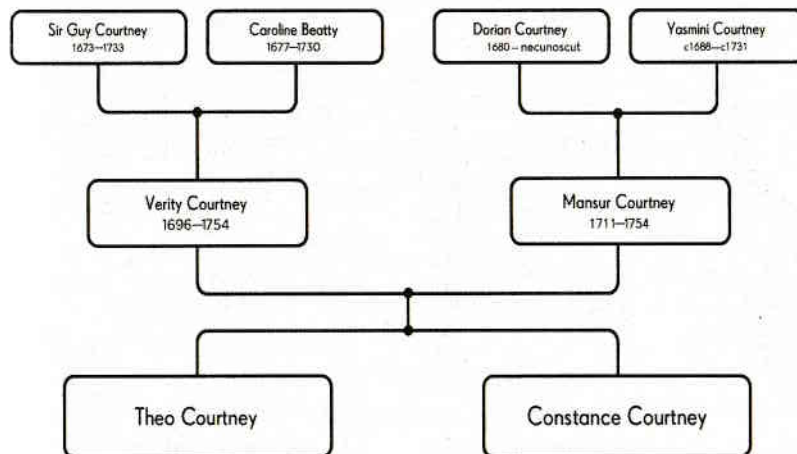 Sir Guy Courtney
1673–1733
Caroline Beatty
1677–1730
Dorian Courtney
1680 – necunoscut
Yasmini Courtney
c1688–c1731
Verity Courtney
1696–1754
Mansur Courtney
1711–1754
Theo Courtney
Constance Courtney